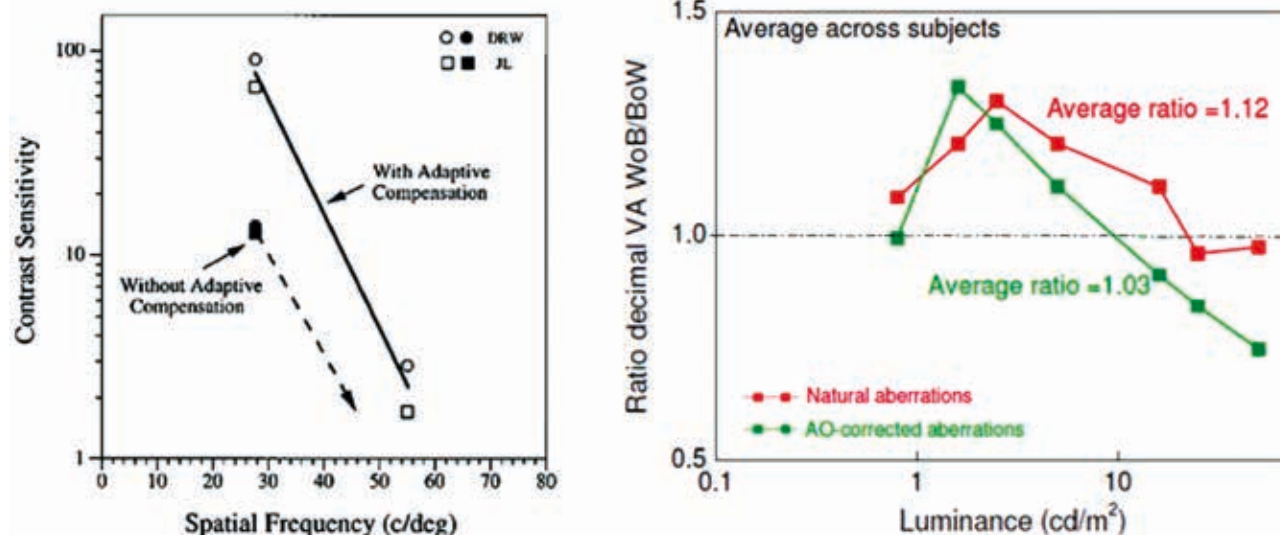 100
10
1
Contrast Sensitivity
DRW
JL
With Adaptive
Compensation
Without Adaptive
Compensation
0 10 20 30 40 50 60 70 80
Spatial Frequency (c/deg)
1.5
1.0
0.5
Ratio decimal VA WoB/BoW
Average across subjects
Average ratio =1.12
Average ratio =1.03
Natural aberrations
AO-corrected aberrations
0.1 1 10
Luminance (cd/m²)